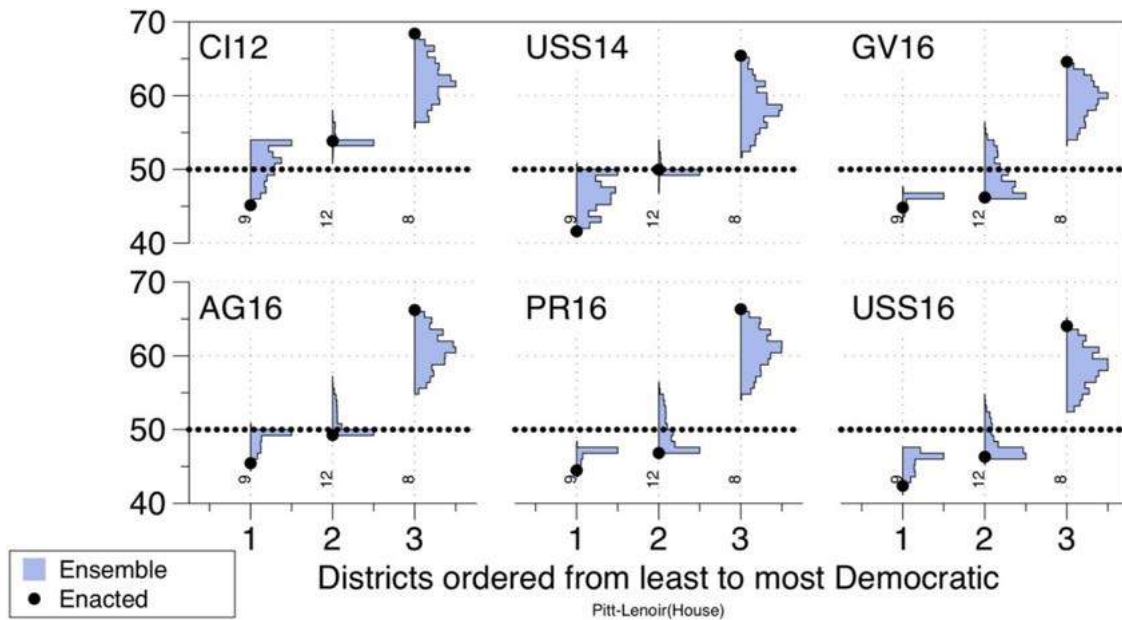 70
CI12 USS14 GV16
60
50
9 12 8 9 12 8 9 12 8
40
70
AG16 PR16 USS16
60
50
9 12 8 9 12 8 9 12 8
40
1 2 3 1 2 3 1 2 3
Ensemble
Enacted
Districts ordered from least to most Democratic
Pitt-Lenoir(House)